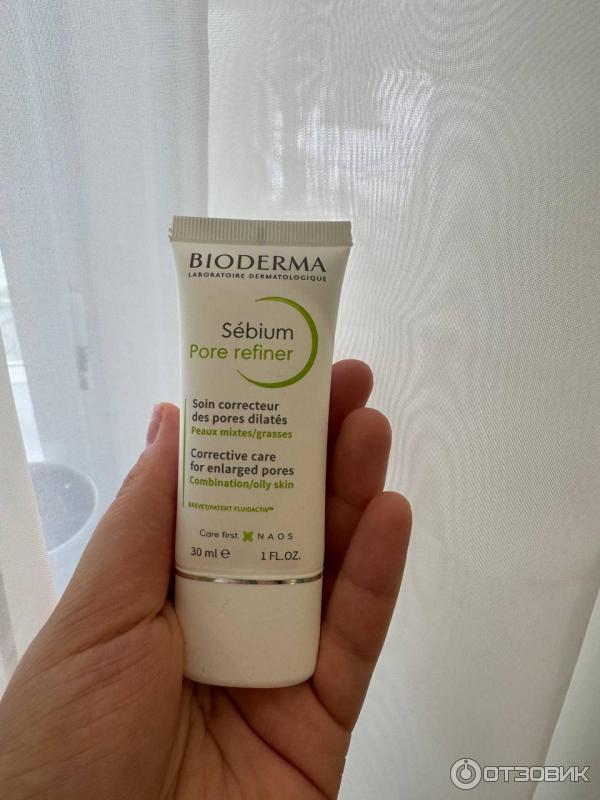 BIODERMA
LABORATOIRE DERMATOLOGIQUE
Sébium
Pore refiner
Soin correcteur
des pores dilatés
Peaux mixtes/grasses
Corrective care
for enlarged pores
Combination/oily skin
BREVET/PATENT FLUIDACTIV™
Care first. NAOS
30 ml ℮ 1 FL.OZ.
ОТЗОВИК